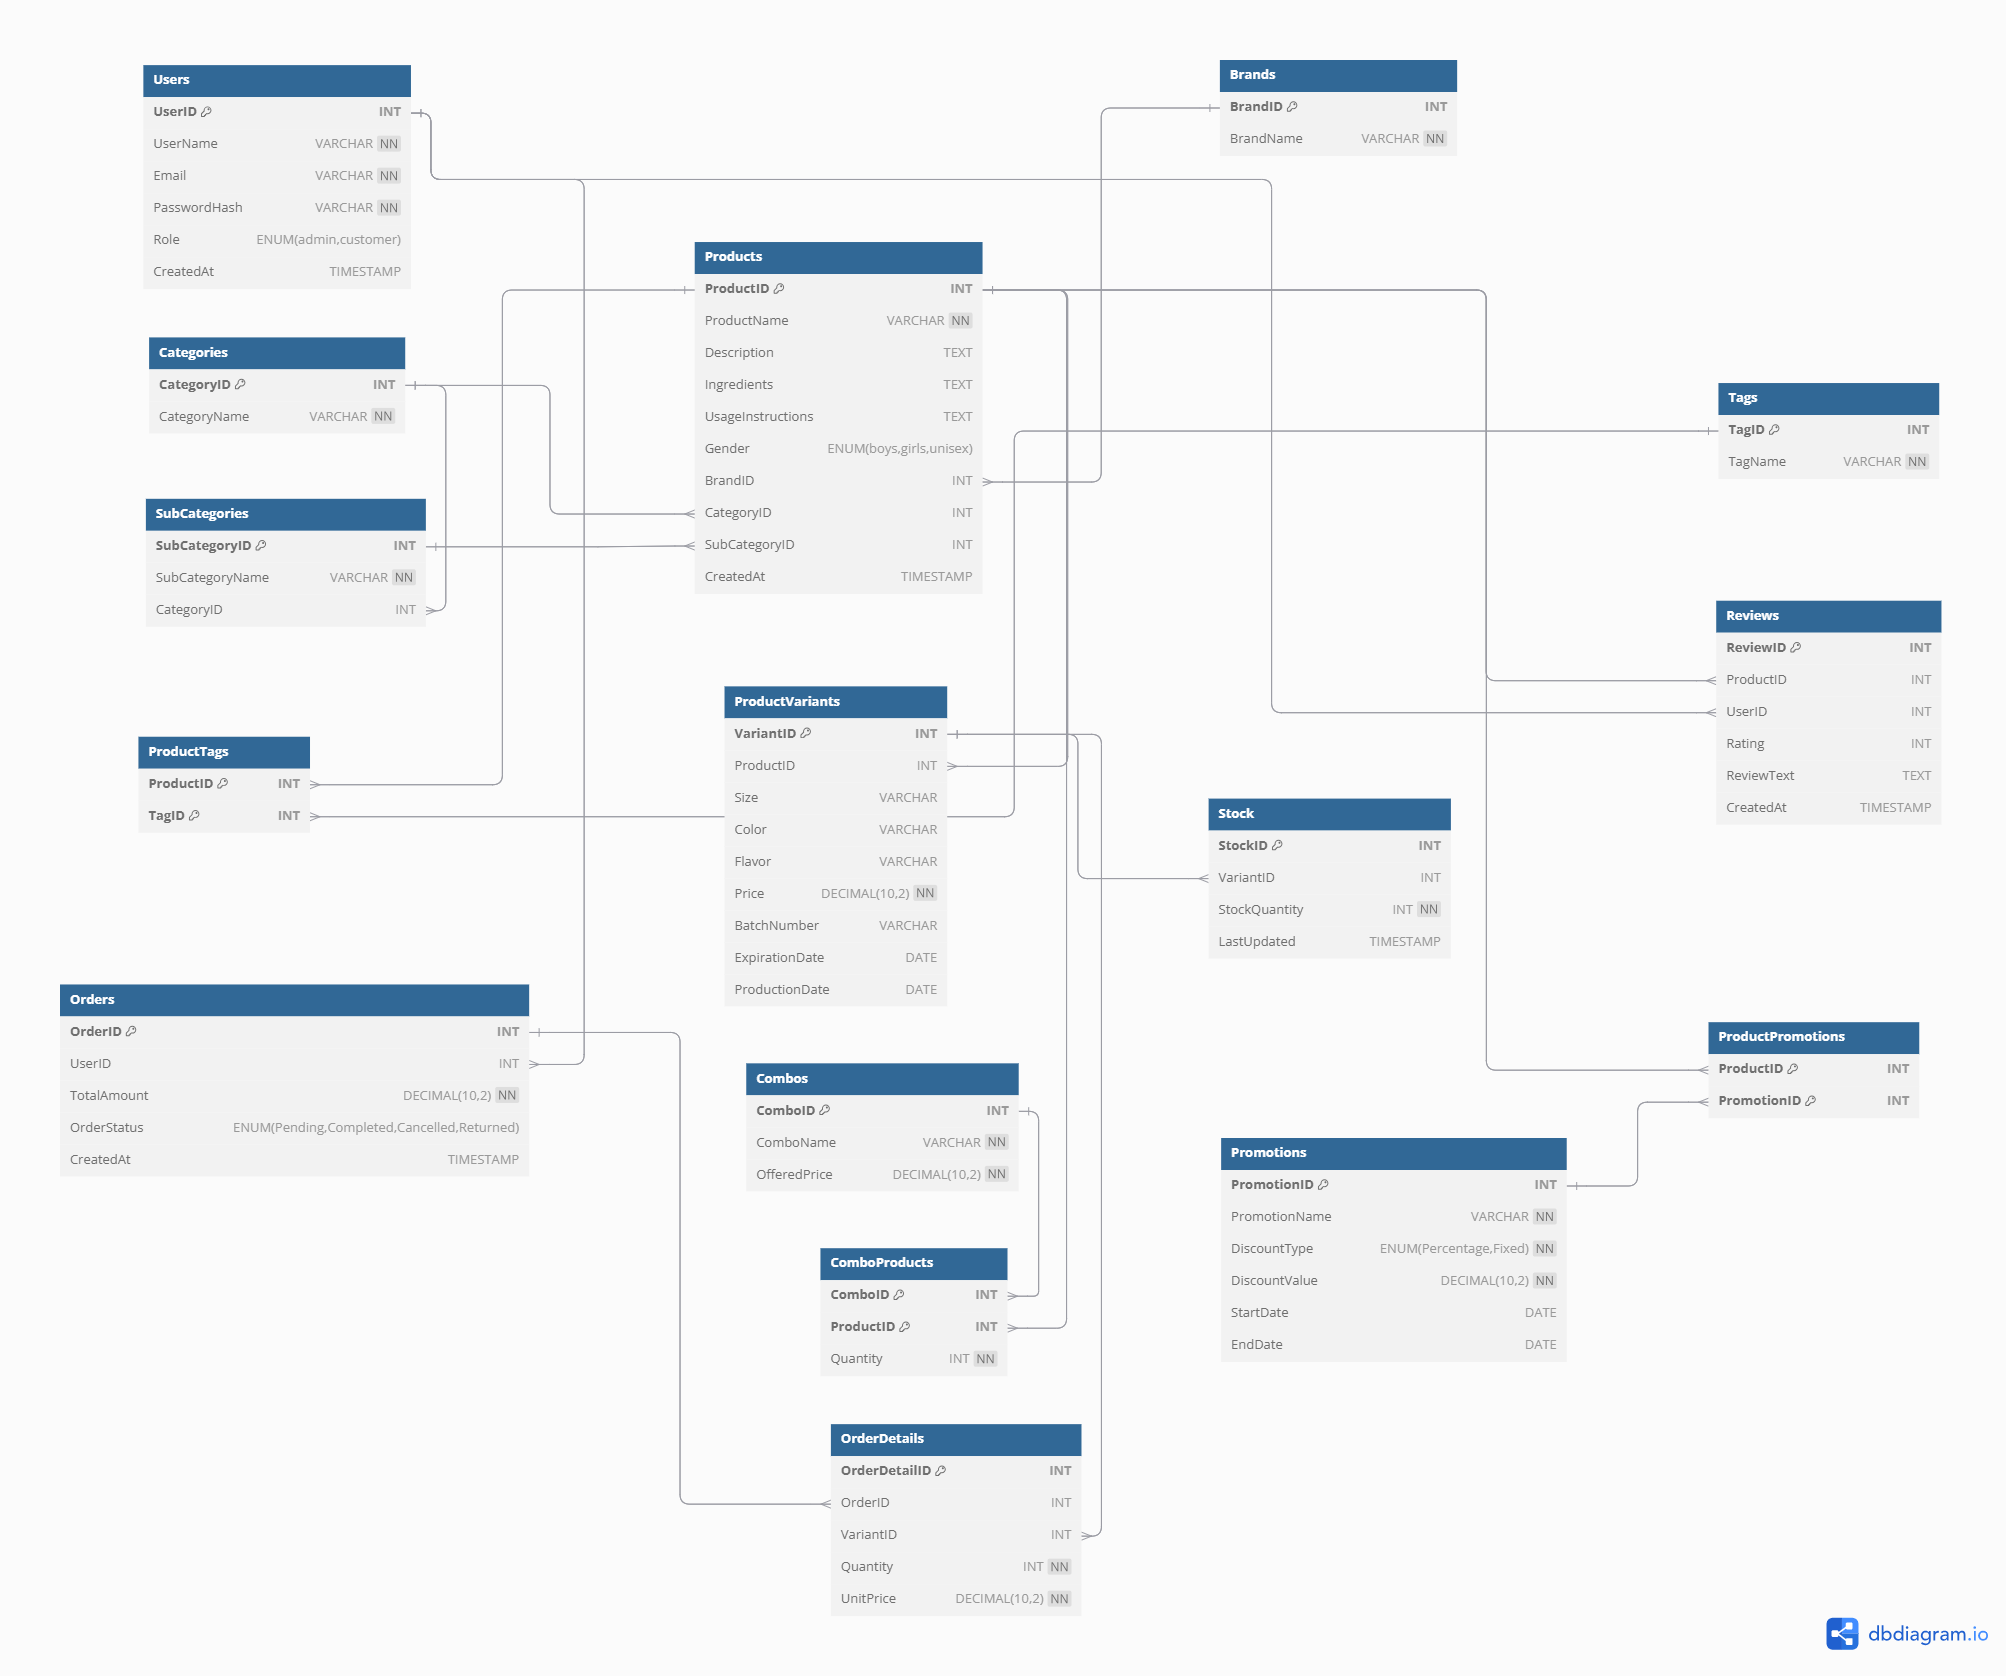 Users
UserID INT
UserName VARCHAR NN
Email VARCHAR NN
PasswordHash VARCHAR NN
Role ENUM(admin,customer)
CreatedAt TIMESTAMP
Brands
BrandID INT
BrandName VARCHAR NN
Products
ProductID INT
ProductName VARCHAR NN
Description TEXT
Ingredients TEXT
UsageInstructions TEXT
Gender ENUM(boys,girls,unisex)
BrandID INT
CategoryID INT
SubCategoryID INT
CreatedAt TIMESTAMP
Categories
CategoryID INT
CategoryName VARCHAR NN
Tags
TagID INT
TagName VARCHAR NN
SubCategories
SubCategoryID INT
SubCategoryName VARCHAR NN
CategoryID INT
Reviews
ReviewID INT
ProductID INT
UserID INT
Rating INT
ReviewText TEXT
CreatedAt TIMESTAMP
ProductVariants
VariantID INT
ProductID INT
Size VARCHAR
Color VARCHAR
Flavor VARCHAR
Price DECIMAL(10,2) NN
BatchNumber VARCHAR
ExpirationDate DATE
ProductionDate DATE
ProductTags
ProductID INT
TagID INT
Stock
StockID INT
VariantID INT
StockQuantity INT NN
LastUpdated TIMESTAMP
Orders
OrderID INT
UserID INT
TotalAmount DECIMAL(10,2) NN
OrderStatus ENUM(Pending,Completed,Cancelled,Returned)
CreatedAt TIMESTAMP
ProductPromotions
ProductID INT
PromotionID INT
Combos
ComboID INT
ComboName VARCHAR NN
OfferedPrice DECIMAL(10,2) NN
Promotions
PromotionID INT
PromotionName VARCHAR NN
DiscountType ENUM(Percentage,Fixed) NN
DiscountValue DECIMAL(10,2) NN
StartDate DATE
EndDate DATE
ComboProducts
ComboID INT
ProductID INT
Quantity INT NN
OrderDetails
OrderDetailID INT
OrderID INT
VariantID INT
Quantity INT NN
UnitPrice DECIMAL(10,2) NN
dbdiagram.io